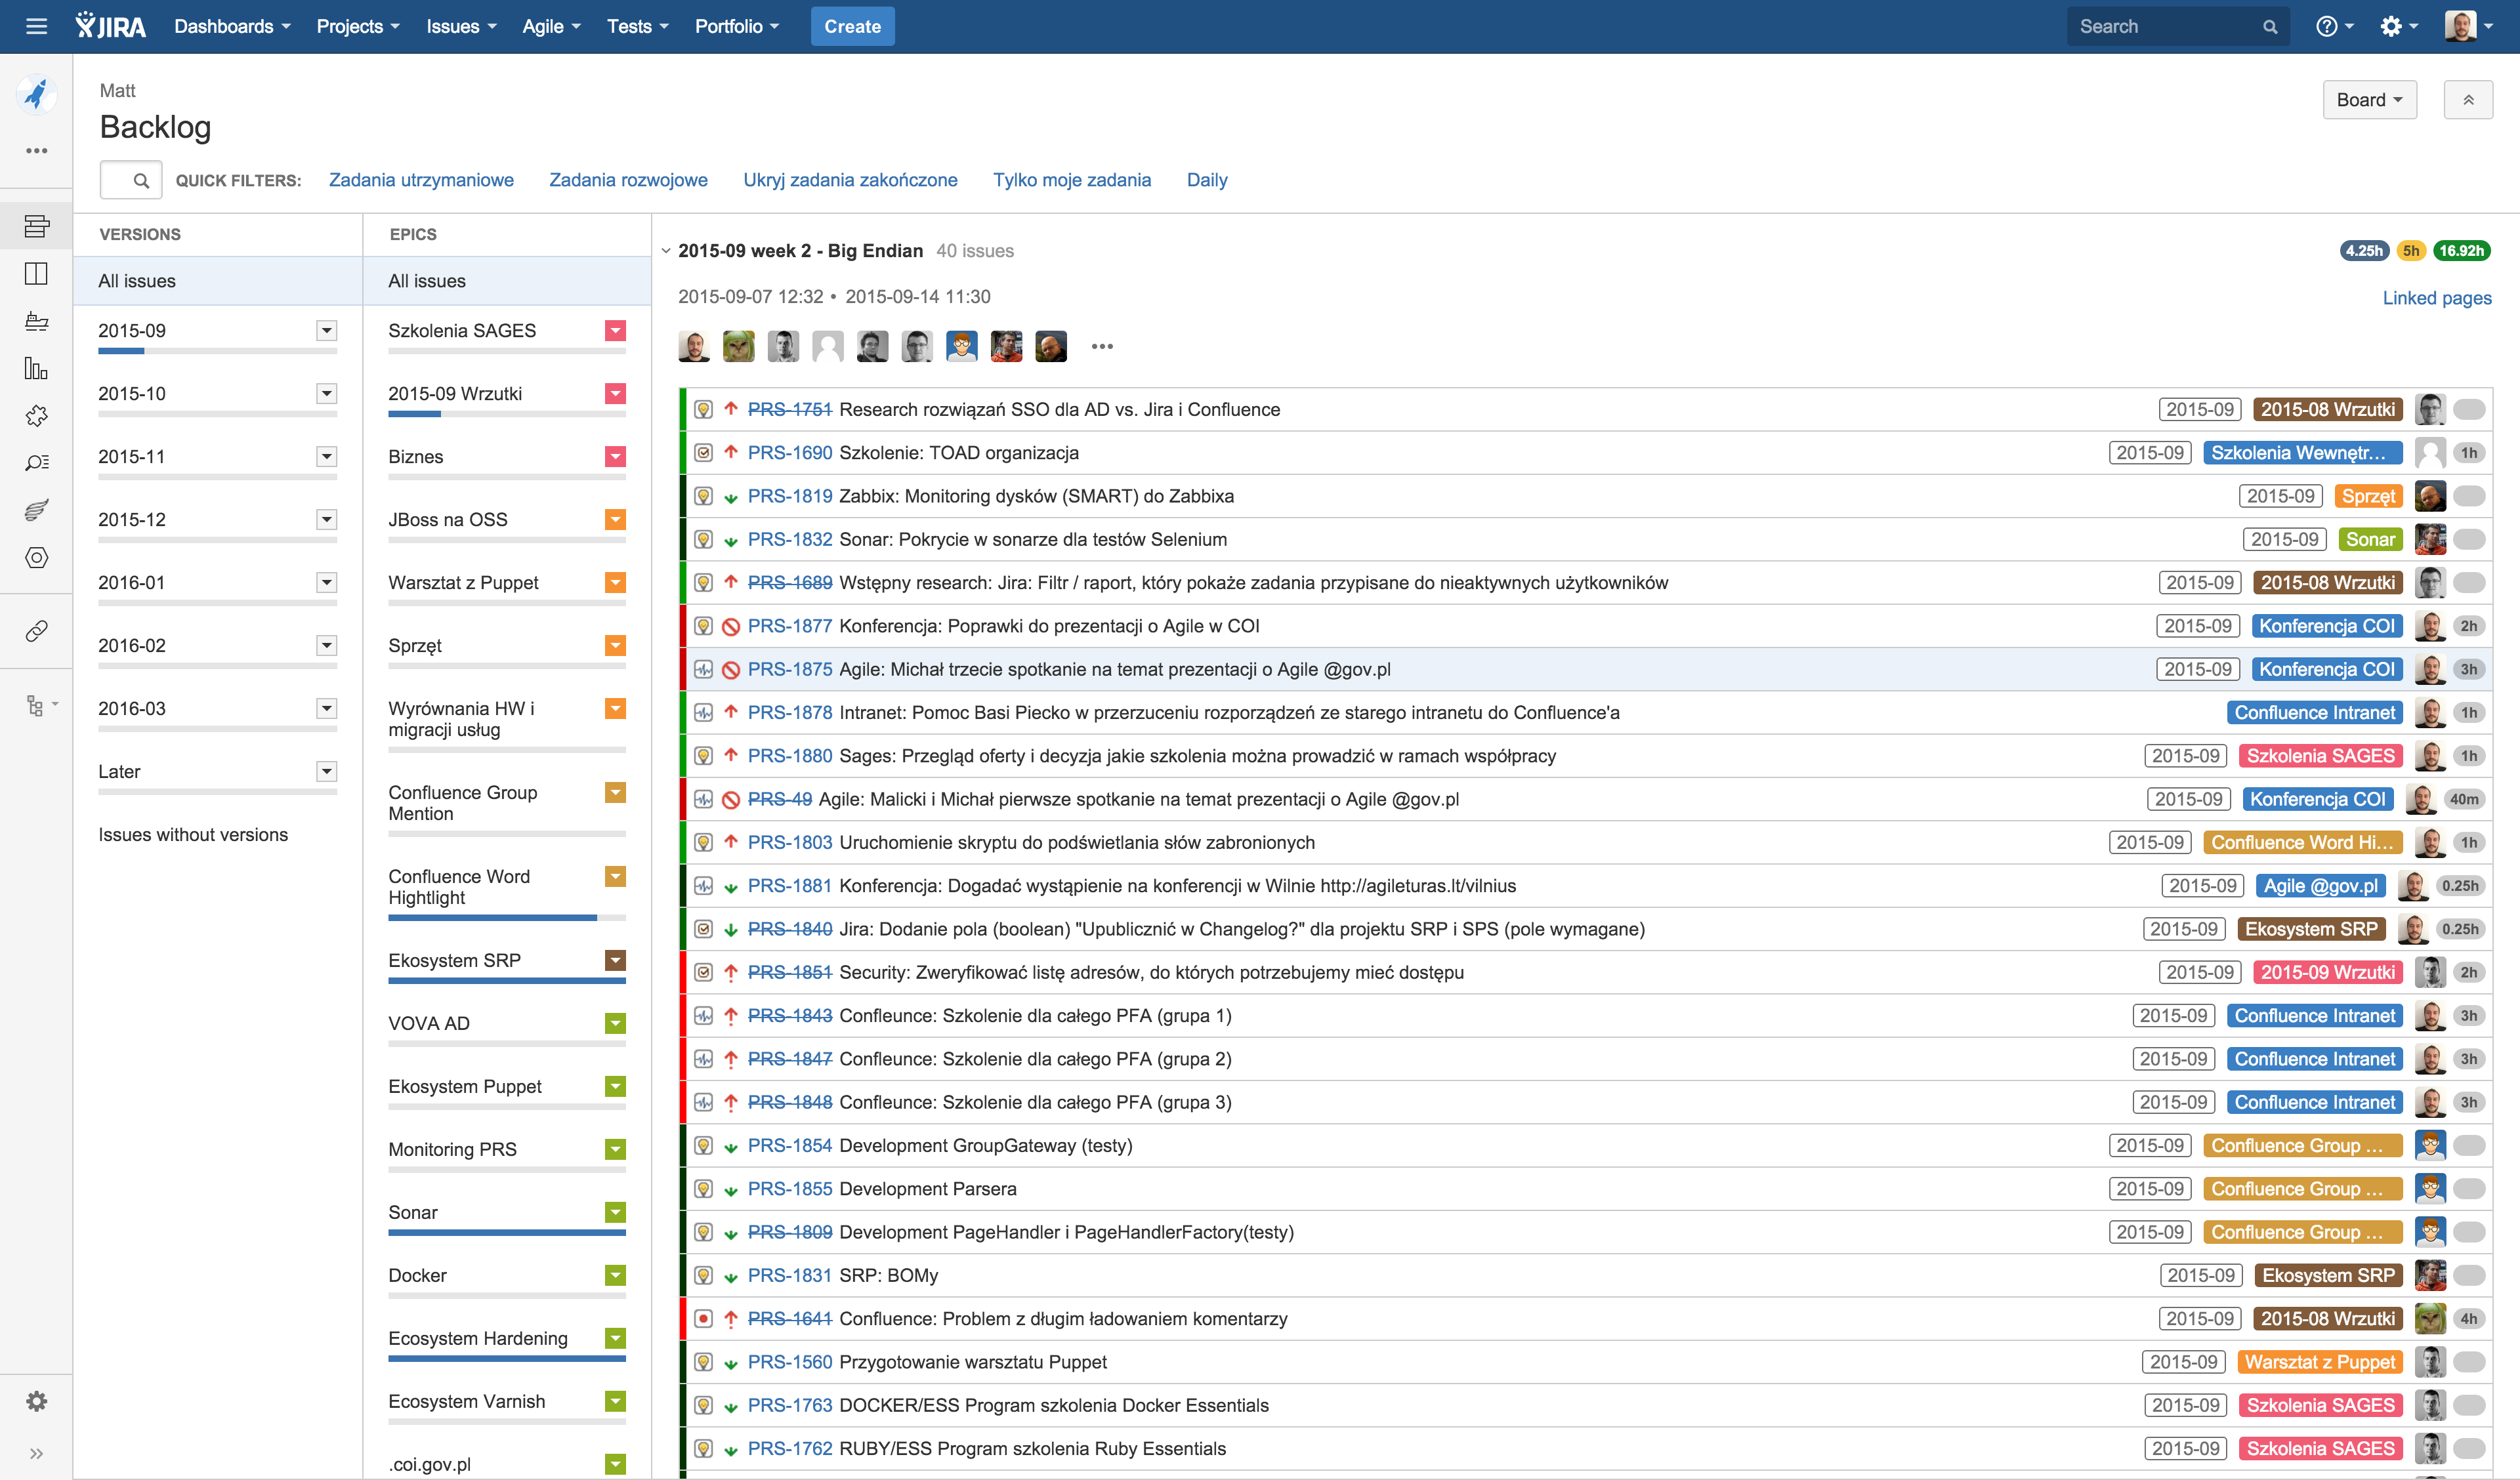 JIRA Dashboards Projects Issues Agile Tests Portfolio Create Search
Matt
Backlog
Board
QUICK FILTERS: Zadania utrzymaniowe Zadania rozwojowe Ukryj zadania zakończone Tylko moje zadania Daily
VERSIONS
All issues
2015-09
2015-10
2015-11
2015-12
2016-01
2016-02
2016-03
Later
Issues without versions
EPICS
All issues
Szkolenia SAGES
2015-09 Wrzutki
Biznes
JBoss na OSS
Warsztat z Puppet
Sprzęt
Wyrównania HW i
migracji usług
Confluence Group
Mention
Confluence Word
Hightlight
Ekosystem SRP
VOVA AD
Ekosystem Puppet
Monitoring PRS
Sonar
Docker
Ecosystem Hardening
Ecosystem Varnish
.coi.gov.pl
2015-09 week 2 - Big Endian 40 issues 4.25h 5h 16.92h
2015-09-07 12:32 • 2015-09-14 11:30 Linked pages
PRS-1751 Research rozwiązań SSO dla AD vs. Jira i Confluence 2015-09 2015-08 Wrzutki
PRS-1690 Szkolenie: TOAD organizacja 2015-09 Szkolenia Wewnętr... 1h
PRS-1819 Zabbix: Monitoring dysków (SMART) do Zabbixa 2015-09 Sprzęt
PRS-1832 Sonar: Pokrycie w sonarze dla testów Selenium 2015-09 Sonar
PRS-1689 Wstępny research: Jira: Filtr / raport, który pokaże zadania przypisane do nieaktywnych użytkowników 2015-09 2015-08 Wrzutki
PRS-1877 Konferencja: Poprawki do prezentacji o Agile w COI 2015-09 Konferencja COI 2h
PRS-1875 Agile: Michał trzecie spotkanie na temat prezentacji o Agile @gov.pl 2015-09 Konferencja COI 3h
PRS-1878 Intranet: Pomoc Basi Piecko w przerzuceniu rozporządzeń ze starego intranetu do Confluence'a Confluence Intranet 1h
PRS-1880 Sages: Przegląd oferty i decyzja jakie szkolenia można prowadzić w ramach współpracy 2015-09 Szkolenia SAGES 1h
PRS-49 Agile: Malicki i Michał pierwsze spotkanie na temat prezentacji o Agile @gov.pl 2015-09 Konferencja COI 40m
PRS-1803 Uruchomienie skryptu do podświetlania słów zabronionych 2015-09 Confluence Word Hi... 1h
PRS-1881 Konferencja: Dogadać wystąpienie na konferencji w Wilnie http://agileturas.lt/vilnius 2015-09 Agile @gov.pl 0.25h
PRS-1840 Jira: Dodanie pola (boolean) "Upublicznić w Changelog?" dla projektu SRP i SPS (pole wymagane) 2015-09 Ekosystem SRP 0.25h
PRS-1851 Security: Zweryfikować listę adresów, do których potrzebujemy mieć dostępu 2015-09 2015-09 Wrzutki 2h
PRS-1843 Confleunce: Szkolenie dla całego PFA (grupa 1) 2015-09 Confluence Intranet 3h
PRS-1847 Confleunce: Szkolenie dla całego PFA (grupa 2) 2015-09 Confluence Intranet 3h
PRS-1848 Confleunce: Szkolenie dla całego PFA (grupa 3) 2015-09 Confluence Intranet 3h
PRS-1854 Development GroupGateway (testy) 2015-09 Confluence Group ...
PRS-1855 Development Parsera 2015-09 Confluence Group ...
PRS-1809 Development PageHandler i PageHandlerFactory(testy) 2015-09 Confluence Group ...
PRS-1831 SRP: BOMy 2015-09 Ekosystem SRP
PRS-1641 Confluence: Problem z długim ładowaniem komentarzy 2015-09 2015-08 Wrzutki 4h
PRS-1560 Przygotowanie warsztatu Puppet 2015-09 Warsztat z Puppet
PRS-1763 DOCKER/ESS Program szkolenia Docker Essentials 2015-09 Szkolenia SAGES
PRS-1762 RUBY/ESS Program szkolenia Ruby Essentials 2015-09 Szkolenia SAGES